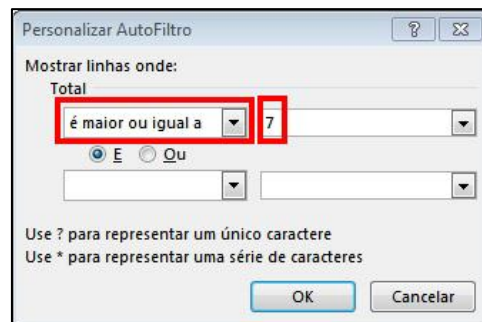 Personalizar AutoFiltro
Mostrar linhas onde:
Total
é maior ou igual a 7
E Ou
Use ? para representar um único caractere
Use * para representar uma série de caracteres
OK Cancelar